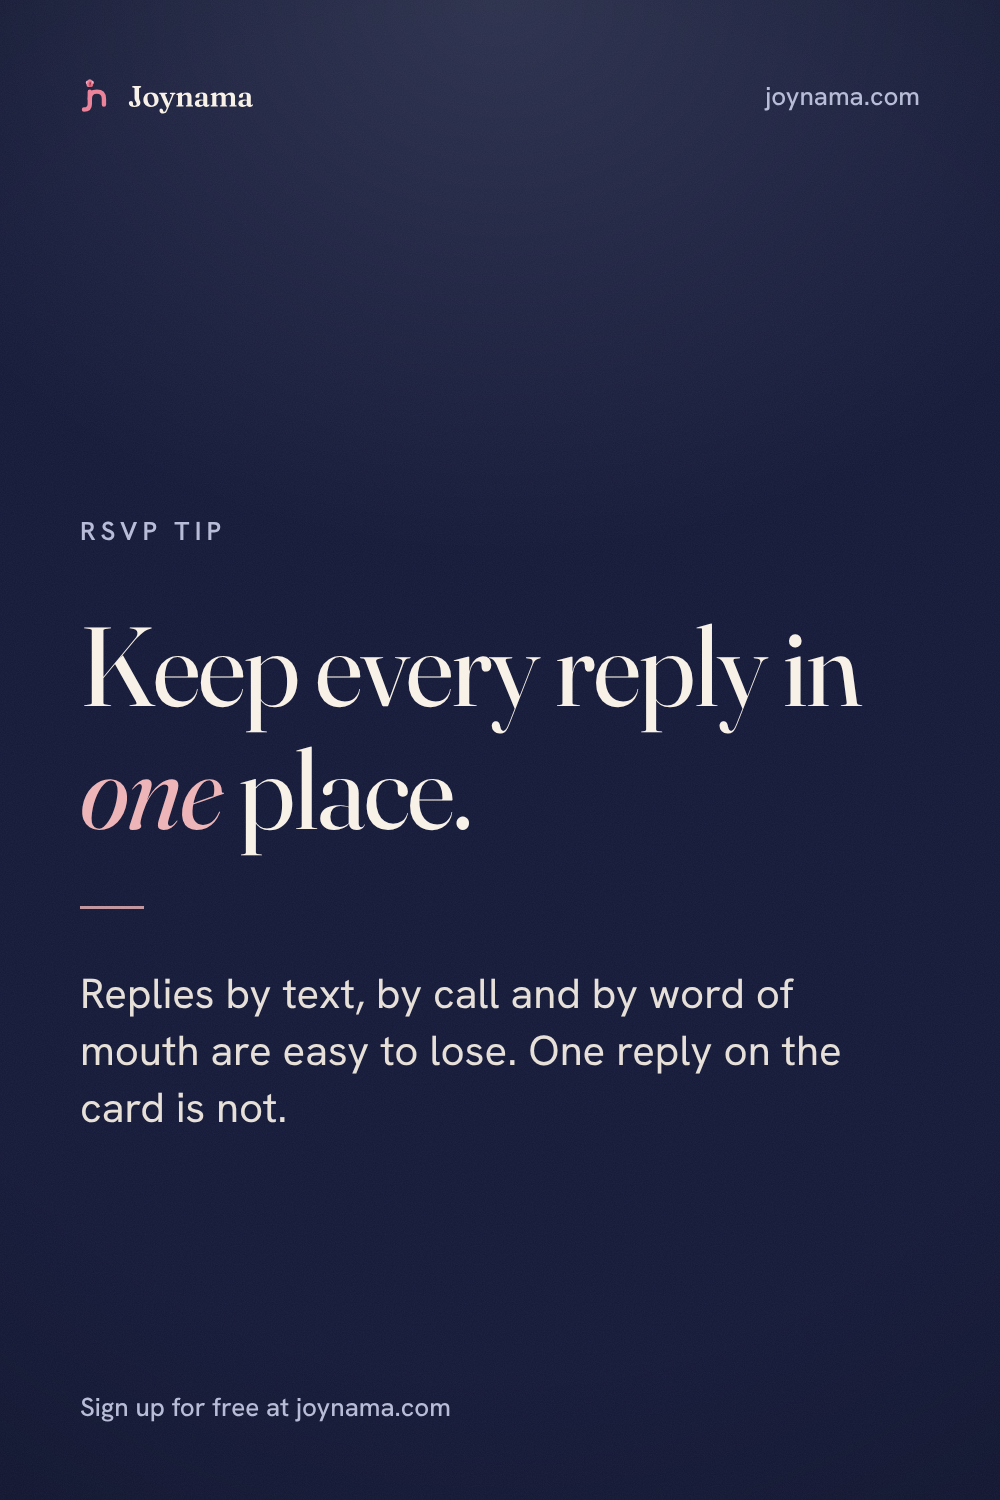 Joynama
joynama.com
RSVP TIP
Keep every reply in
one place.
Replies by text, by call and by word of
mouth are easy to lose. One reply on the
card is not.
Sign up for free at joynama.com